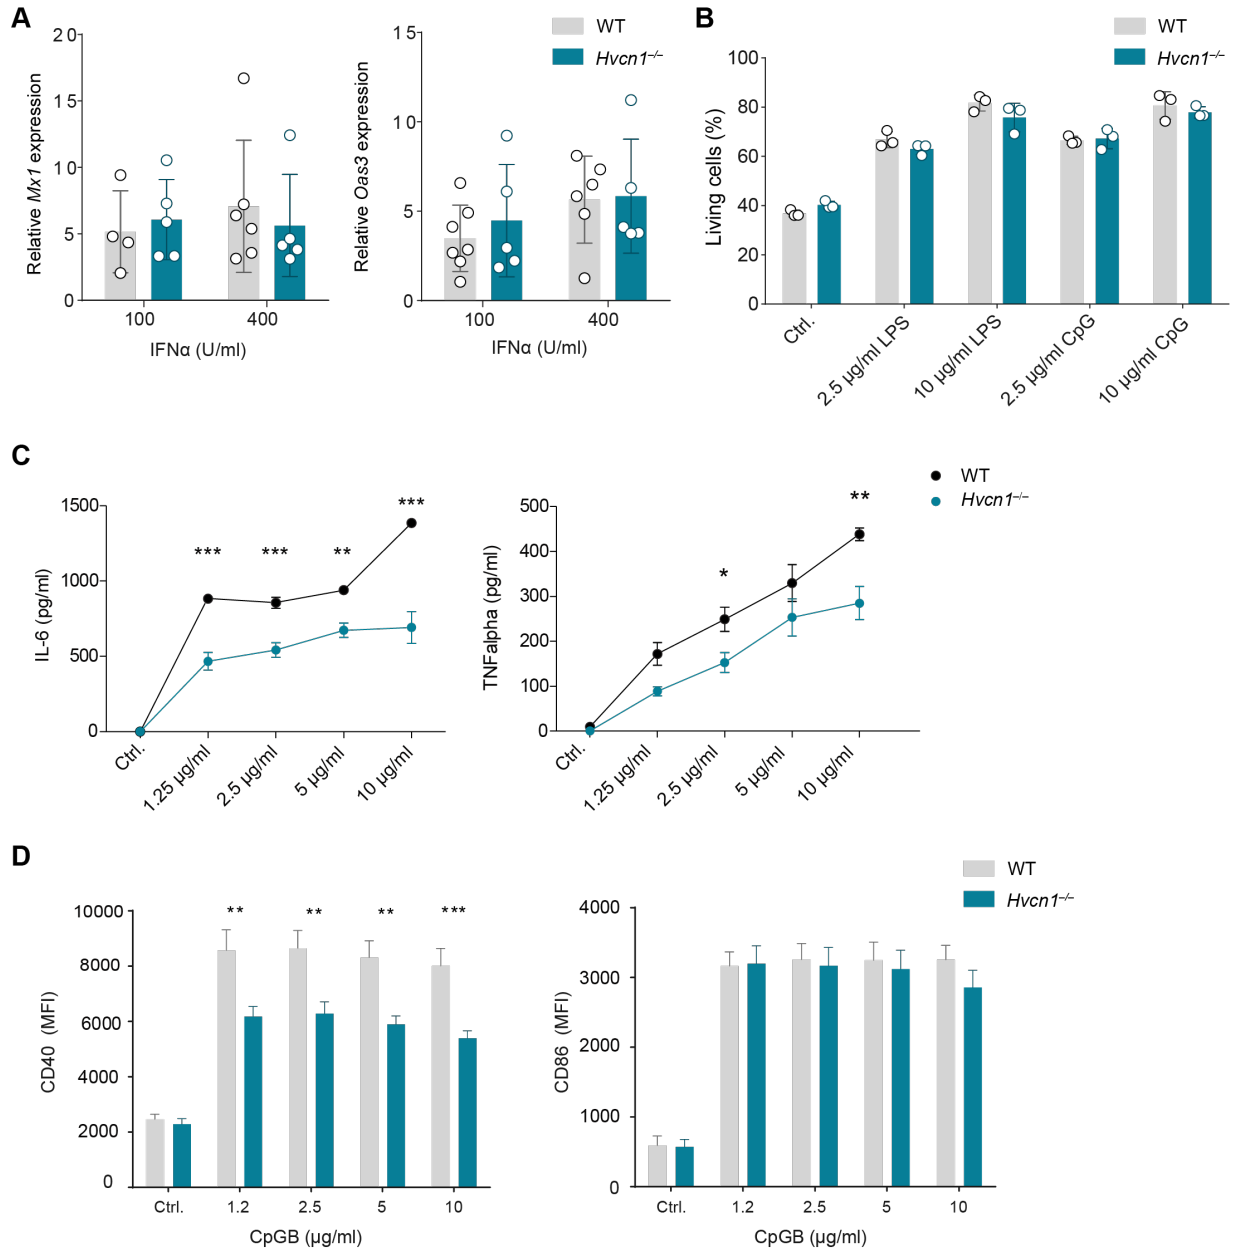 A
Relative Mx1 expression
2 0
15
10
5
0
100
400
IFNα (U/ml)
Relative Oas3 expression
1 5
1 0
5
0
100
400
IFNα (U/ml)
WT
Hvcn1–/–
B
Living cells (%)
100
80
60
40
20
0
Ctrl.
2.5 µg/ml LPS
10 µg/ml LPS
2.5 µg/ml CpG
10 µg/ml CpG
WT
Hvcn1–/–
C
IL-6 (pg/ml)
1500
1000
500
0
***
***
**
***
Ctrl.
1.25 µg/ml
2.5 µg/ml
5 µg/ml
10 µg/ml
TNFalpha (pg/ml)
500
400
300
200
100
0
*
**
Ctrl.
1.25 µg/ml
2.5 µg/ml
5 µg/ml
10 µg/ml
WT
Hvcn1–/–
D
CD40 (MFI)
10000
8000
6000
4000
2000
0
**
**
**
***
Ctrl.
1.2
2.5
5
10
CpGB (µg/ml)
CD86 (MFI)
4000
3000
2000
1000
0
Ctrl.
1.2
2.5
5
10
CpGB (µg/ml)
WT
Hvcn1–/–